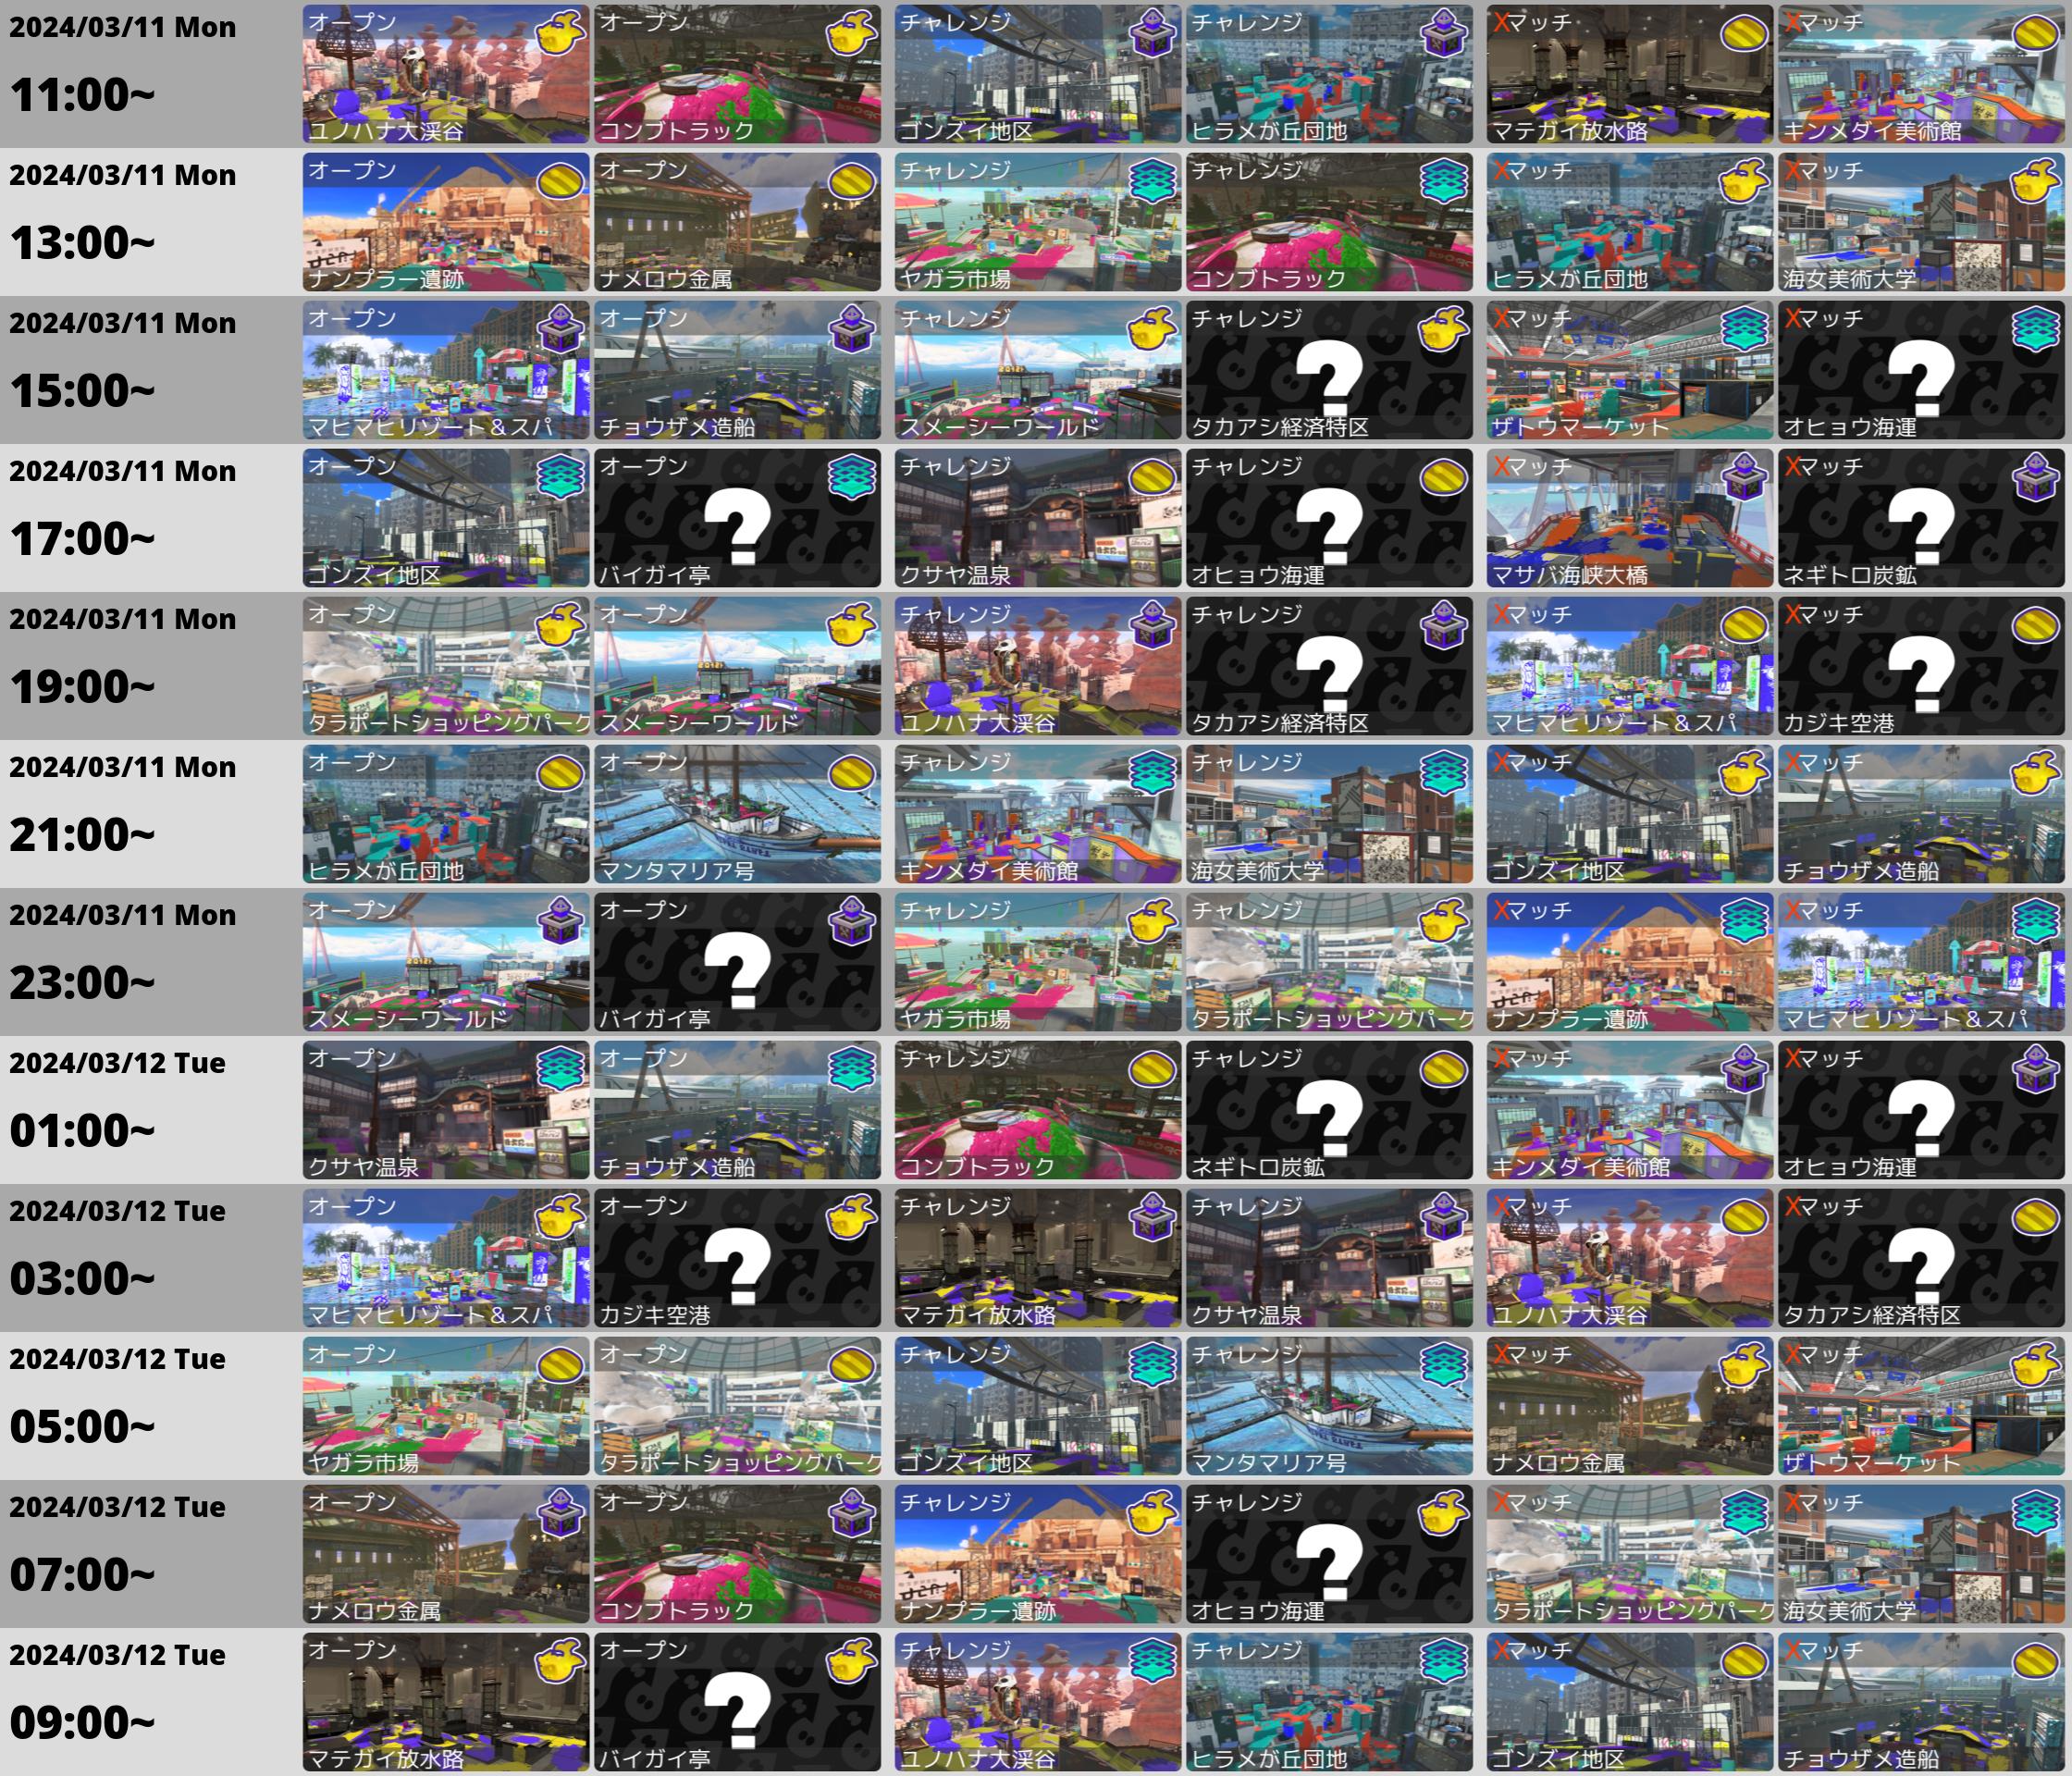 2024/03/11 Mon
11:00~
オープン オープン チャレンジ チャレンジ Xマッチ Xマッチ
ユノハナ大渓谷 コンブトラック ゴンズイ地区 ヒラメが丘団地 マテガイ放水路 キンメダイ美術館
2024/03/11 Mon
13:00~
オープン オープン チャレンジ チャレンジ Xマッチ Xマッチ
ナンプラー遺跡 ナメロウ金属 ヤガラ市場 コンブトラック ヒラメが丘団地 海女美術大学
2024/03/11 Mon
15:00~
オープン オープン チャレンジ チャレンジ Xマッチ Xマッチ
?
?
マヒマヒリゾート&スパ チョウザメ造船 スメーシーワールド タカアシ経済特区 ザトウマーケット オヒョウ海運
2024/03/11 Mon
17:00~
オープン オープン チャレンジ チャレンジ Xマッチ Xマッチ
?
?
?
ゴンズイ地区 バイガイ亭 クサヤ温泉 オヒョウ海運 マサバ海峡大橋 ネギトロ炭鉱
2024/03/11 Mon
19:00~
オープン オープン チャレンジ チャレンジ Xマッチ Xマッチ
?
?
タラポートショッピングパーク スメーシーワールド ユノハナ大渓谷 タカアシ経済特区 マヒマヒリゾート&スパ カジキ空港
2024/03/11 Mon
21:00~
オープン オープン チャレンジ チャレンジ Xマッチ Xマッチ
ヒラメが丘団地 マンタマリア号 キンメダイ美術館 海女美術大学 ゴンズイ地区 チョウザメ造船
2024/03/11 Mon
23:00~
オープン オープン チャレンジ チャレンジ Xマッチ Xマッチ
?
スメーシーワールド バイガイ亭 ヤガラ市場 タラポートショッピングパーク ナンプラー遺跡 マヒマヒリゾート&スパ
2024/03/12 Tue
01:00~
オープン オープン チャレンジ チャレンジ Xマッチ Xマッチ
?
?
クサヤ温泉 チョウザメ造船 コンブトラック ネギトロ炭鉱 キンメダイ美術館 オヒョウ海運
2024/03/12 Tue
03:00~
オープン オープン チャレンジ チャレンジ Xマッチ Xマッチ
?
?
マヒマヒリゾート&スパ カジキ空港 マテガイ放水路 クサヤ温泉 ユノハナ大渓谷 タカアシ経済特区
2024/03/12 Tue
05:00~
オープン オープン チャレンジ チャレンジ Xマッチ Xマッチ
ヤガラ市場 タラポートショッピングパーク ゴンズイ地区 マンタマリア号 ナメロウ金属 ザトウマーケット
2024/03/12 Tue
07:00~
オープン オープン チャレンジ チャレンジ Xマッチ Xマッチ
?
ナメロウ金属 コンブトラック ナンプラー遺跡 オヒョウ海運 タラポートショッピングパーク 海女美術大学
2024/03/12 Tue
09:00~
オープン オープン チャレンジ チャレンジ Xマッチ Xマッチ
?
マテガイ放水路 バイガイ亭 ユノハナ大渓谷 ヒラメが丘団地 ゴンズイ地区 チョウザメ造船